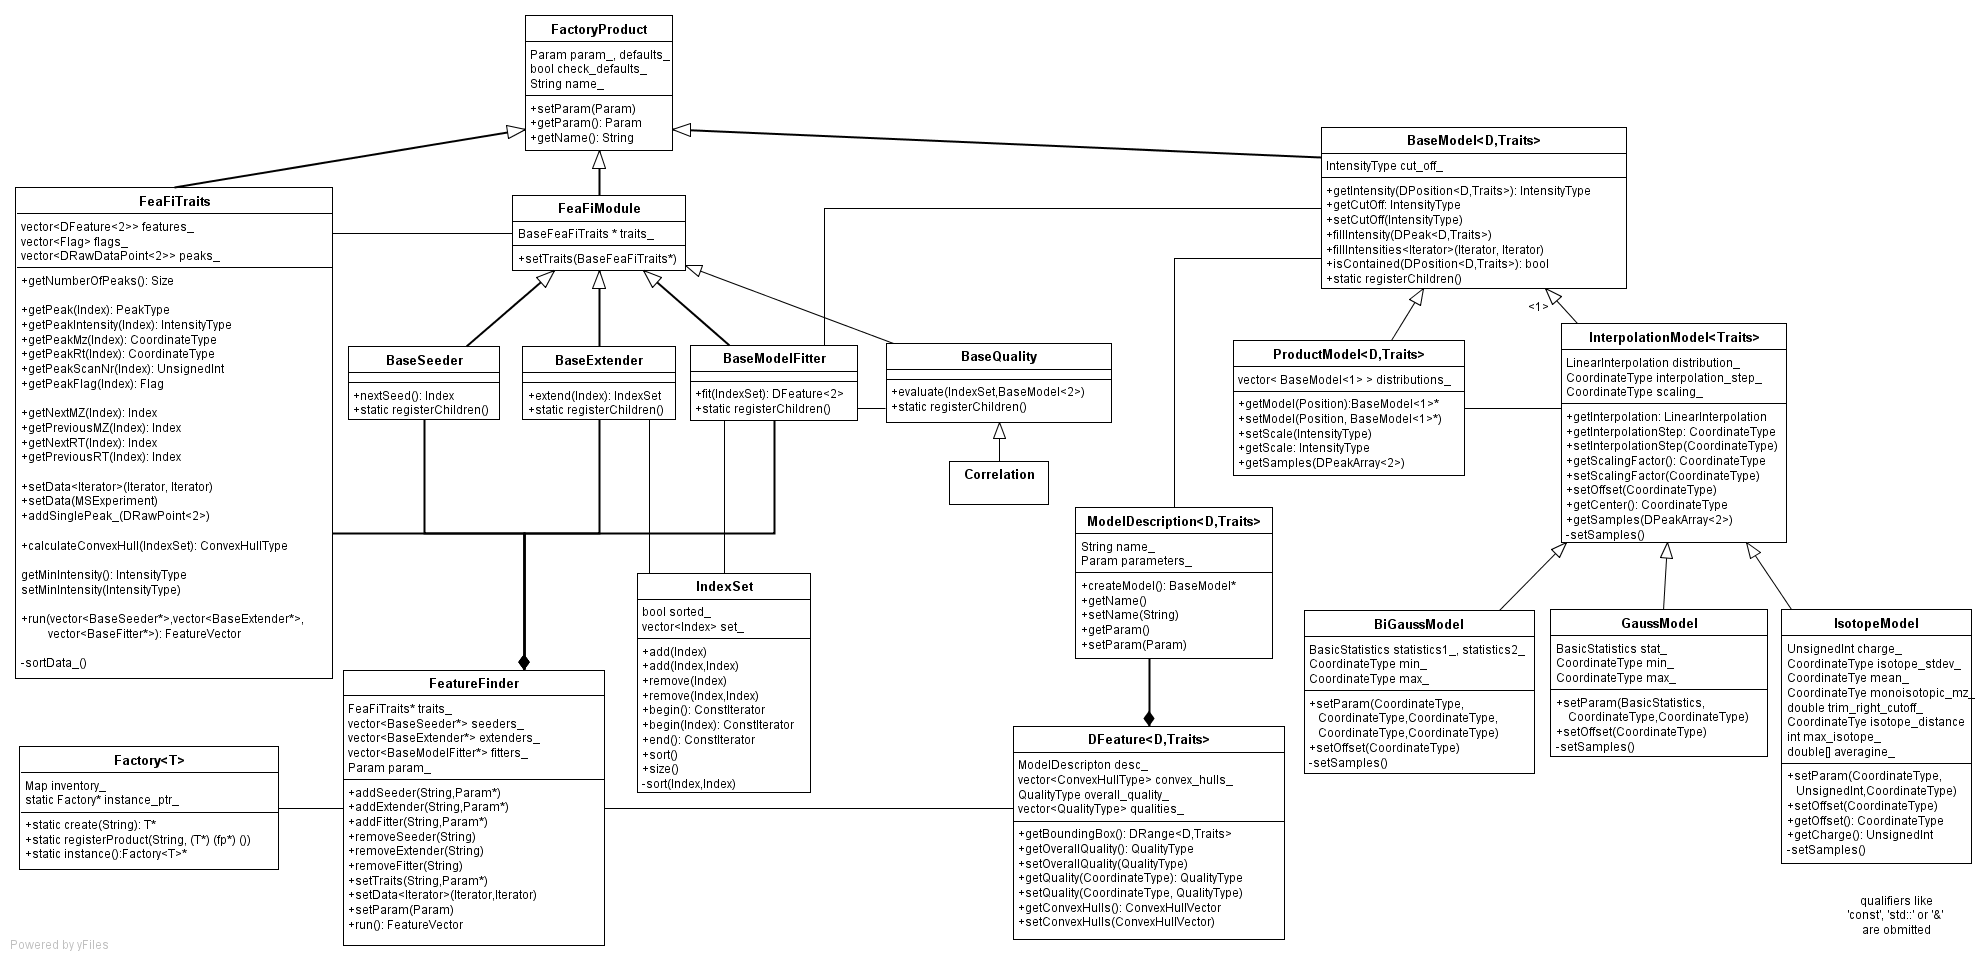 FactoryProduct
Param param_, defaults_
bool check_defaults_
String name_
+setParam(Param)
+getParam(): Param
+getName(): String
FeaFiTraits
vector<DFeature<2>> features_
vector<Flag> flags_
vector<DRawDataPoint<2>> peaks_
+getNumberOfPeaks(): Size
+getPeak(Index): PeakType
+getPeakIntensity(Index): IntensityType
+getPeakMz(Index): CoordinateType
+getPeakRt(Index): CoordinateType
+getPeakScanNr(Index): UnsignedInt
+getPeakFlag(Index): Flag
+getNextMZ(Index): Index
+getPreviousMZ(Index): Index
+getNextRT(Index): Index
+getPreviousRT(Index): Index
+setData<Iterator>(Iterator, Iterator)
+setData(MSExperiment)
+addSinglePeak_(DRawPoint<2>)
+calculateConvexHull(IndexSet): ConvexHullType
getMinIntensity(): IntensityType
setMinIntensity(IntensityType)
+run(vector<BaseSeeder*>,vector<BaseExtender*>,
vector<BaseFitter*>): FeatureVector
-sortData_()
FeaFiModule
BaseFeaFiTraits * traits_
+setTraits(BaseFeaFiTraits*)
BaseModel<D,Traits>
IntensityType cut_off_
+getIntensity(DPosition<D,Traits>): IntensityType
+getCutOff: IntensityType
+setCutOff(IntensityType)
+fillIntensity(DPeak<D,Traits>)
+fillIntensities<Iterator>(Iterator, Iterator)
+isContained(DPosition<D,Traits>): bool
+static registerChildren()
<1>
BaseSeeder
+nextSeed(): Index
+static registerChildren()
BaseExtender
+extend(Index): IndexSet
+static registerChildren()
BaseModelFitter
+fit(IndexSet): DFeature<2>
+static registerChildren()
BaseQuality
+evaluate(IndexSet,BaseModel<2>)
+static registerChildren()
Correlation
ProductModel<D,Traits>
vector< BaseModel<1> > distributions_
+getModel(Position):BaseModel<1>*
+setModel(Position, BaseModel<1>*)
+setScale(IntensityType)
+getScale: IntensityType
+getSamples(DPeakArray<2>)
InterpolationModel<Traits>
LinearInterpolation distribution_
CoordinateType interpolation_step_
CoordinateType scaling_
+getInterpolation: LinearInterpolation
+getInterpolationStep: CoordinateType
+setInterpolationStep(CoordinateType)
+getScalingFactor(): CoordinateType
+setScalingFactor(CoordinateType)
+setOffset(CoordinateType)
+getCenter(): CoordinateType
+getSamples(DPeakArray<2>)
-setSamples()
ModelDescription<D,Traits>
String name_
Param parameters_
+createModel(): BaseModel*
+getName()
+setName(String)
+getParam()
+setParam(Param)
IndexSet
bool sorted_
vector<Index> set_
+add(Index)
+add(Index,Index)
+remove(Index)
+remove(Index,Index)
+begin(): ConstIterator
+begin(Index): ConstIterator
+end(): ConstIterator
+sort()
+size()
-sort(Index,Index)
BiGaussModel
BasicStatistics statistics1_, statistics2_
CoordinateType min_
CoordinateType max_
+setParam(CoordinateType,
CoordinateType,CoordinateType,
CoordinateType,CoordinateType)
+setOffset(CoordinateType)
-setSamples()
GaussModel
BasicStatistics stat_
CoordinateType min_
CoordinateType max_
+setParam(BasicStatistics,
CoordinateType,CoordinateType)
+setOffset(CoordinateType)
-setSamples()
IsotopeModel
UnsignedInt charge_
CoordinateType isotope_stdev_
CoordinateType mean_
CoordinateTye monoisotopic_mz_
double trim_right_cutoff_
CoordinateTye isotope_distance
int max_isotope_
double[] averagine_
+setParam(CoordinateType,
UnsignedInt,CoordinateType)
+setOffset(CoordinateType)
+getOffset(): CoordinateType
+getCharge(): UnsignedInt
-setSamples()
FeatureFinder
FeaFiTraits* traits_
vector<BaseSeeder*> seeders_
vector<BaseExtender*> extenders_
vector<BaseModelFitter*> fitters_
Param param_
+addSeeder(String,Param*)
+addExtender(String,Param*)
+addFitter(String,Param*)
+removeSeeder(String)
+removeExtender(String)
+removeFitter(String)
+setTraits(String,Param*)
+setData<Iterator>(Iterator,Iterator)
+setParam(Param)
+run(): FeatureVector
Factory<T>
Map inventory_
static Factory* instance_ptr_
+static create(String): T*
+static registerProduct(String, (T*) (fp*) ())
+static instance():Factory<T>*
DFeature<D,Traits>
ModelDescripton desc_
vector<ConvexHullType> convex_hulls_
QualityType overall_quality_
vector<QualityType> qualities_
+getBoundingBox(): DRange<D,Traits>
+getOverallQuality(): QualityType
+setOverallQuality(QualityType)
+getQuality(CoordinateType): QualityType
+setQuality(CoordinateType, QualityType)
+getConvexHulls(): ConvexHullVector
+setConvexHulls(ConvexHullVector)
qualifiers like
'const', 'std::' or '&'
are obmitted
Powered by yFiles